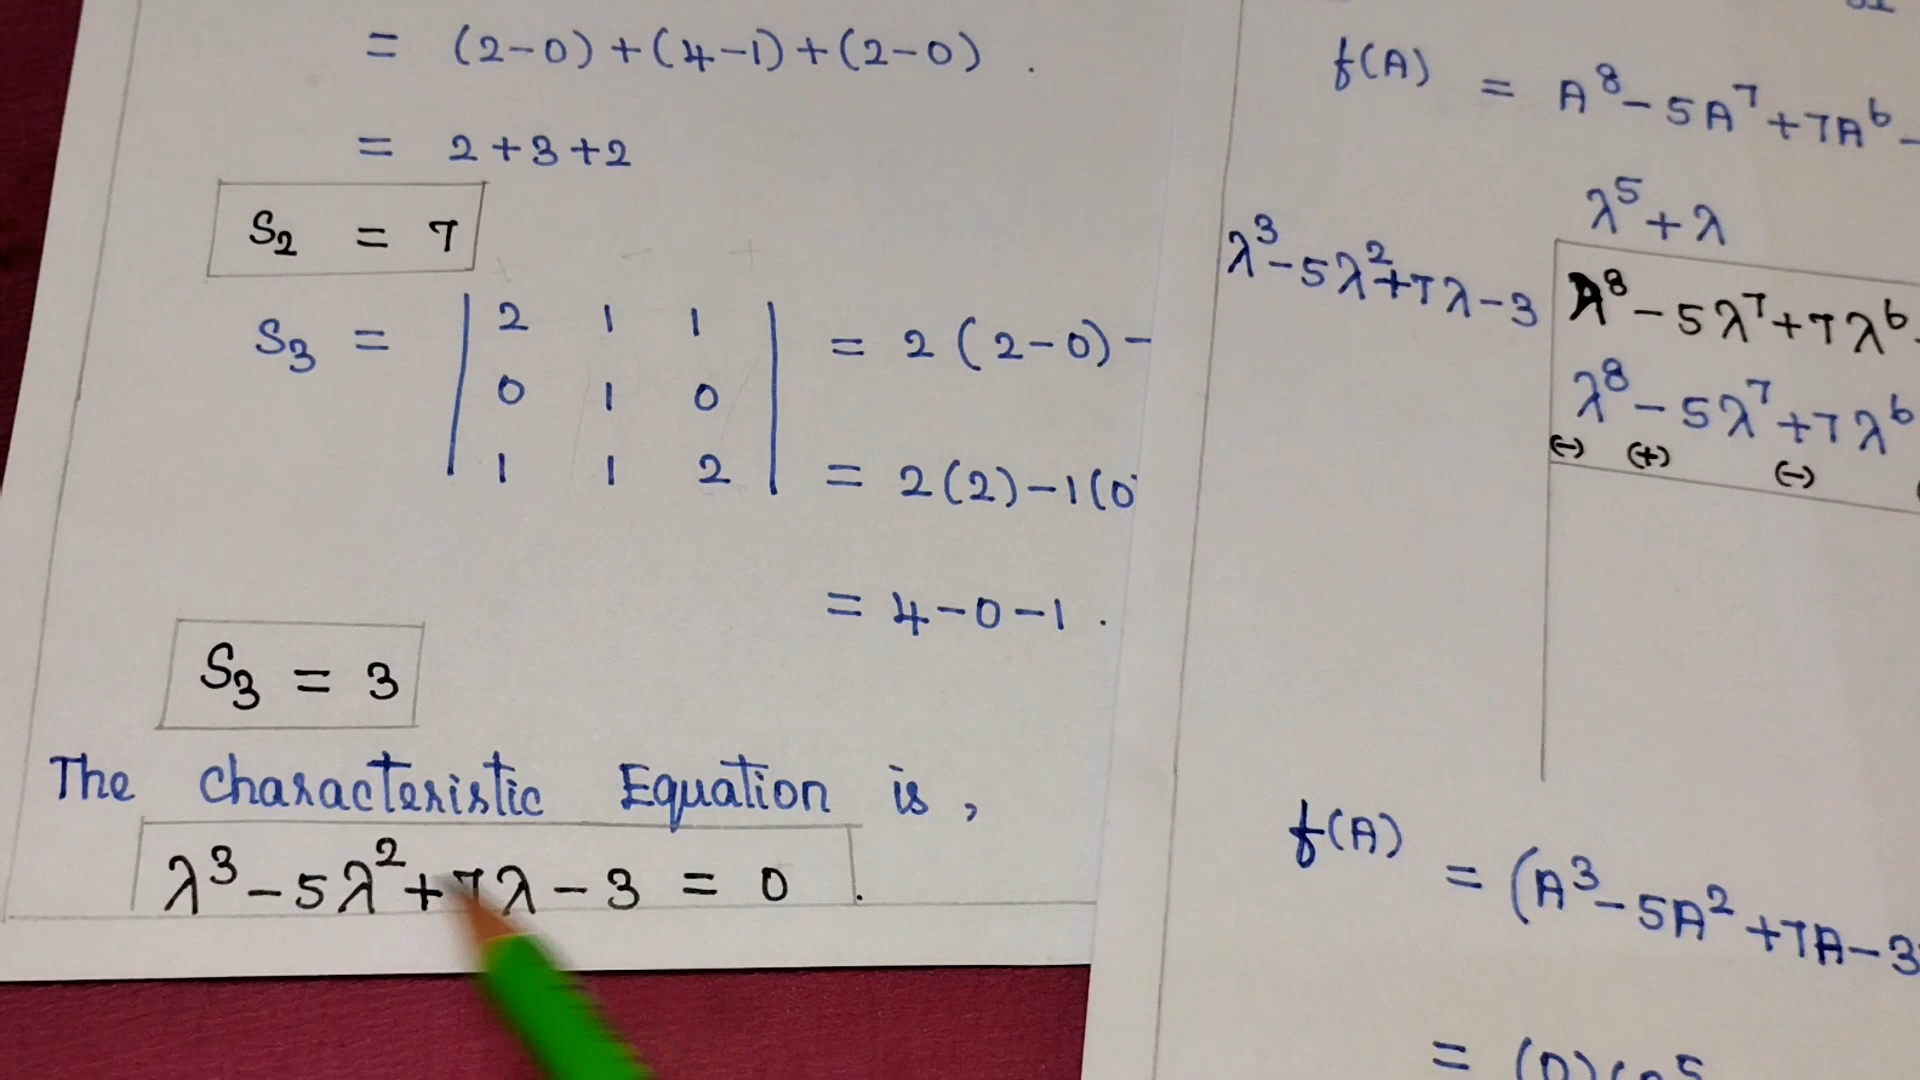 = (2-0)+(4-1)+(2-0).
= 2+3+2
S₂ = 7
S₃ = | 2 1 1 | = 2(2-0)-
| 0 1 0 |
| 1 1 2 | = 2(2)-1(0
= 4-0-1.
S₃ = 3
The characteristic Equation is,
λ³-5λ²+7λ-3 = 0.
f(A) = A⁸-5A⁷+7A⁶-
λ⁵+λ
λ³-5λ²+7λ-3 | λ⁸-5λ⁷+7λ⁶-
λ⁸-5λ⁷+7λ⁶
(-) (+) (-)
f(A) = (A³-5A²+7A-3
= (0)(